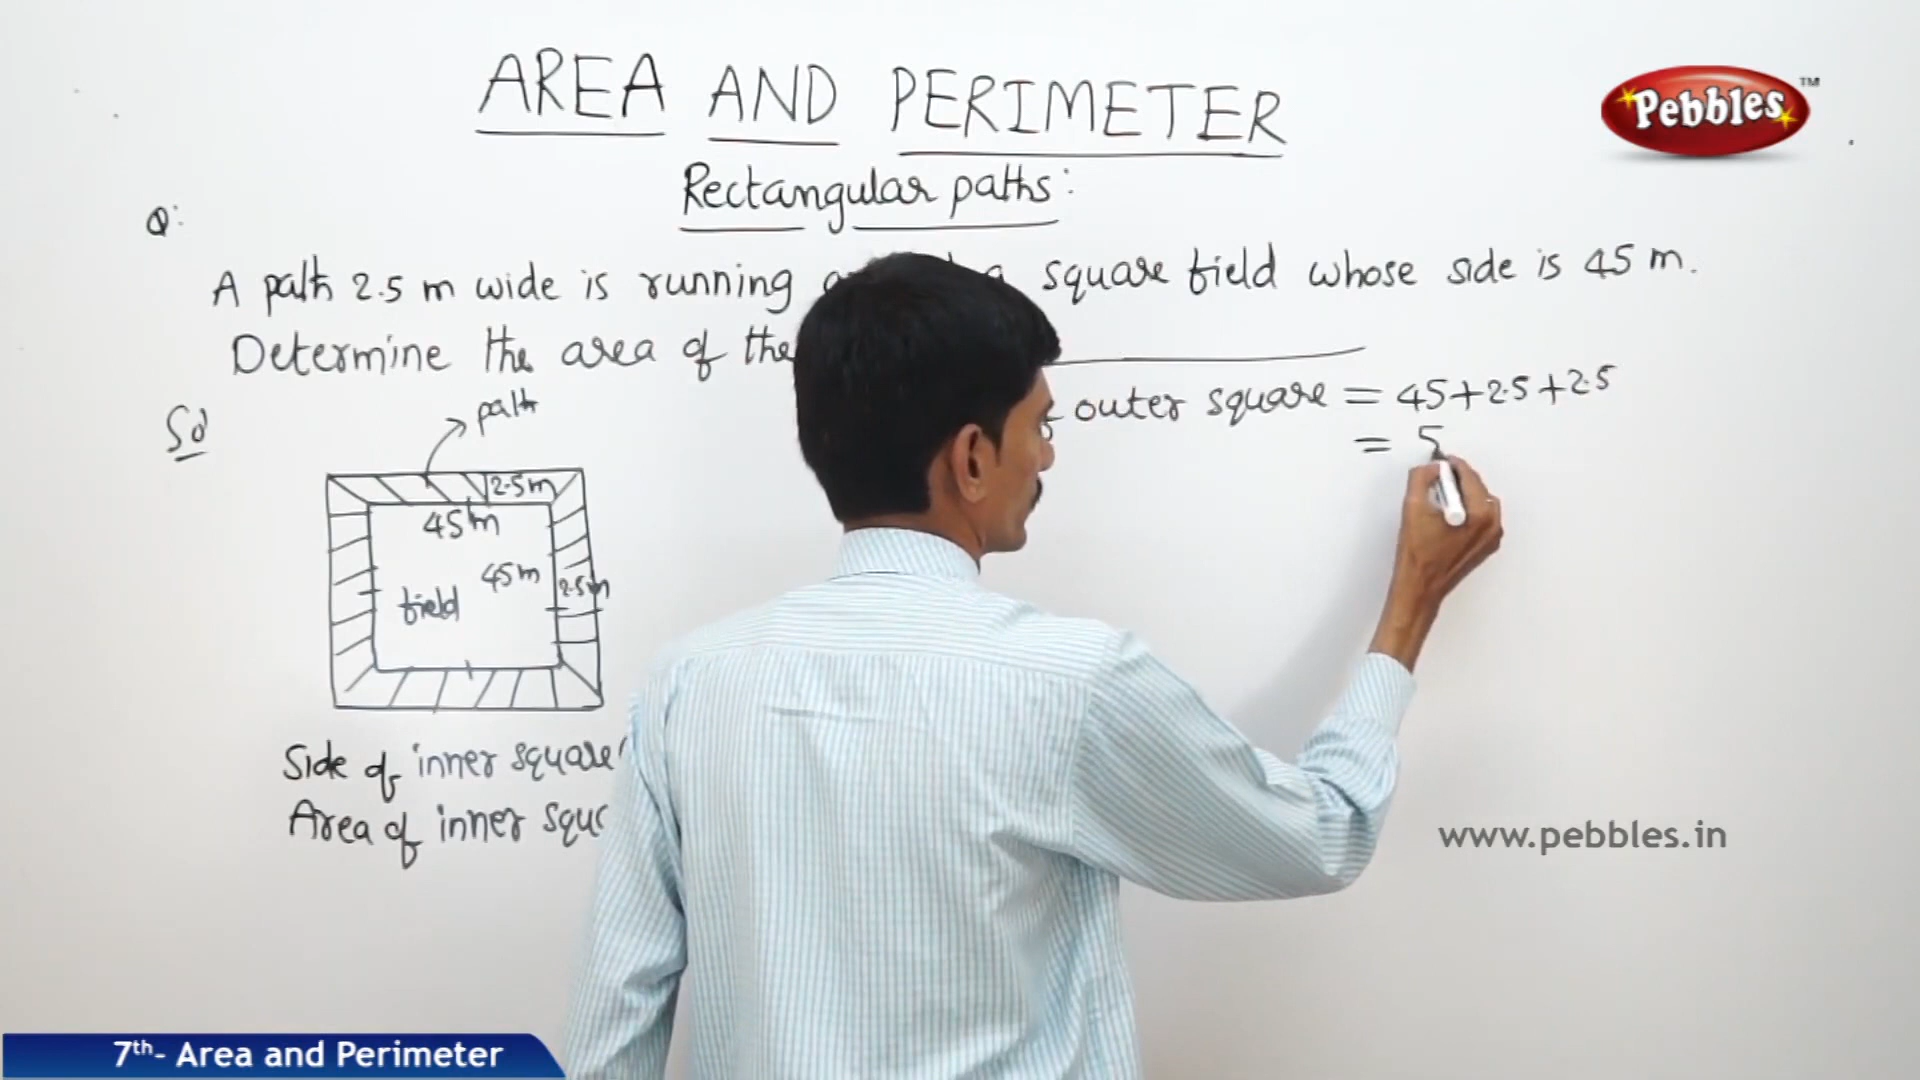 AREA AND PERIMETER
Pebbles™
Rectangular paths:
Q:
A path 2.5 m wide is running square field whose side is 45 m.
Determine the area of the
Sol
path
outer square = 45+2.5+2.5
= 5
2.5m
45m
45m
2.5m
field
Side of inner square
Area of inner
www.pebbles.in
7th- Area and Perimeter